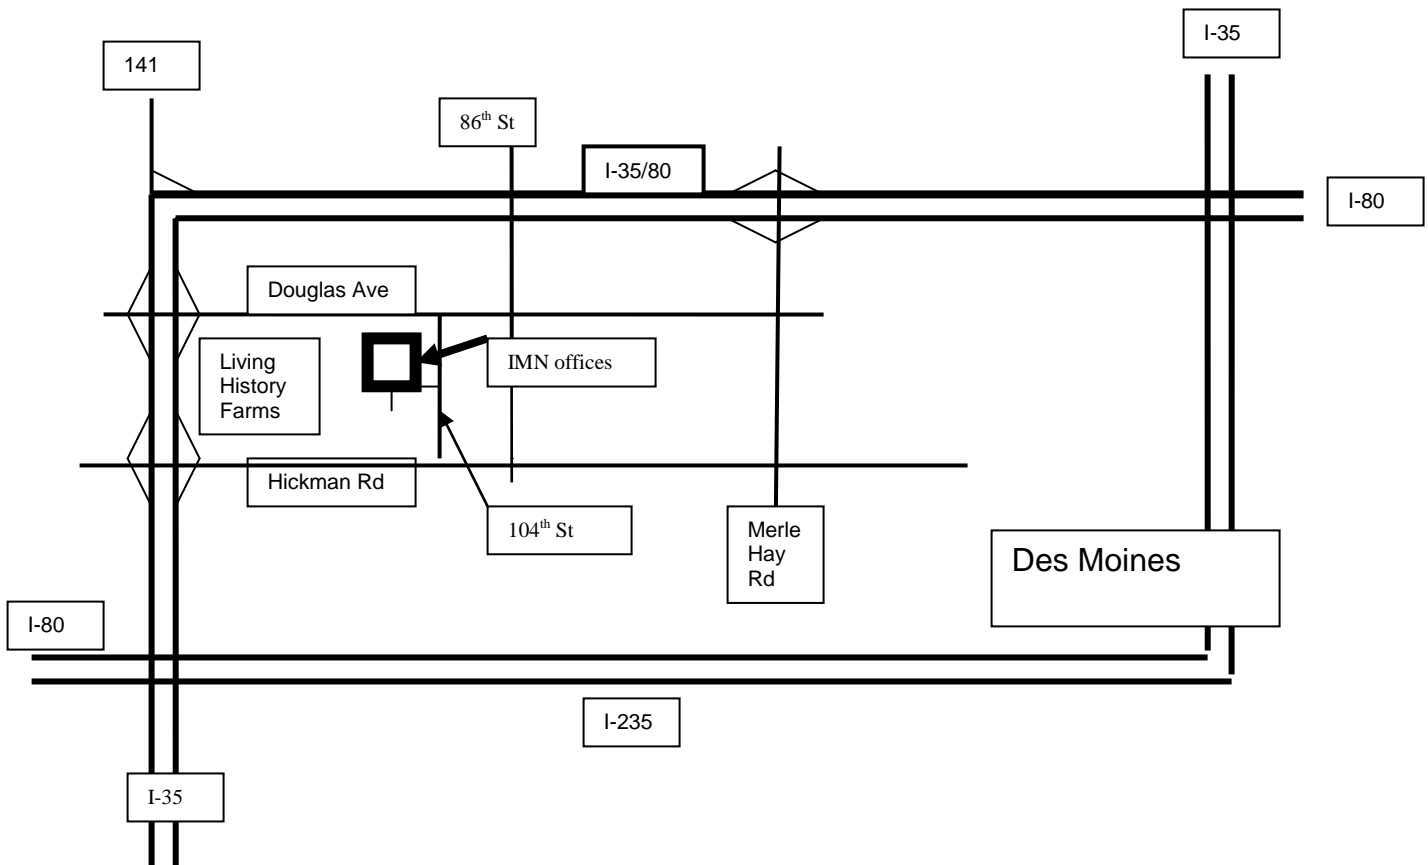 I-35
141
86th St
I-35/80
I-80
Douglas Ave
Living
History
Farms
IMN offices
Hickman Rd
104th St
Merle
Hay
Rd
Des Moines
I-80
I-235
I-35